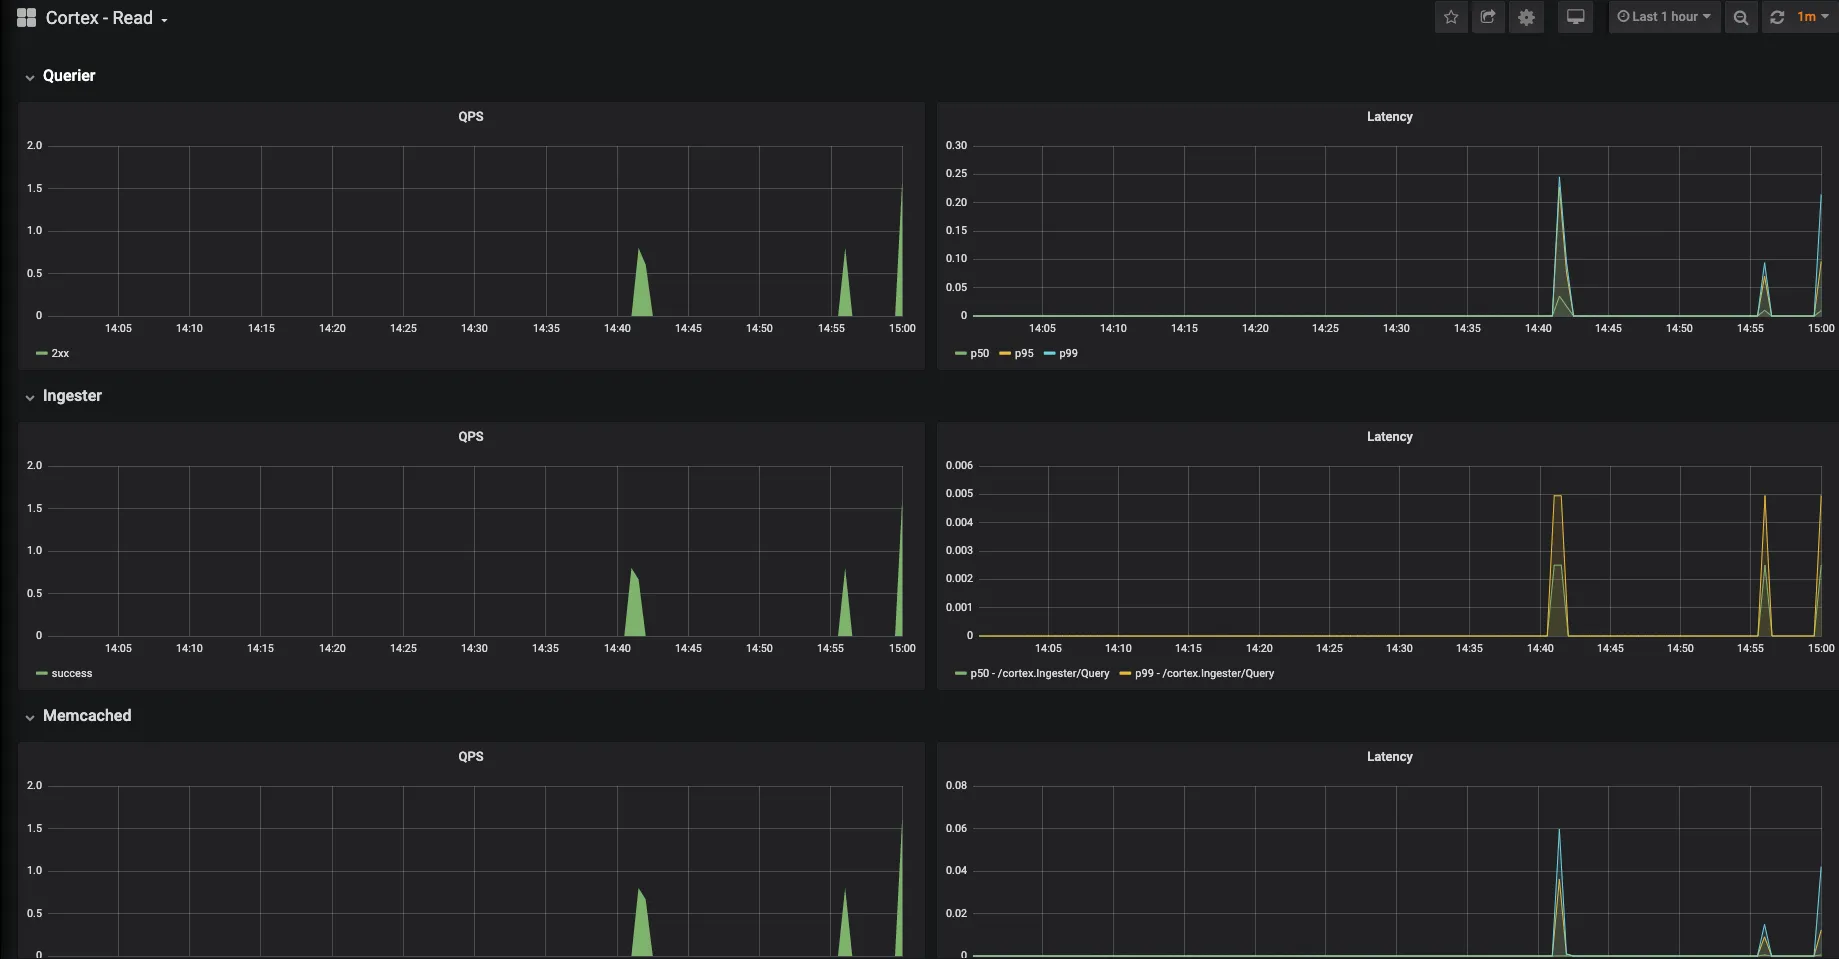 Cortex - Read
Last 1 hour
1m
Querier
QPS
2.0
1.5
1.0
0.5
0
14:05 14:10 14:15 14:20 14:25 14:30 14:35 14:40 14:45 14:50 14:55 15:00
2xx
Latency
0.30
0.25
0.20
0.15
0.10
0.05
0
14:05 14:10 14:15 14:20 14:25 14:30 14:35 14:40 14:45 14:50 14:55 15:00
p50 p95 p99
Ingester
QPS
2.0
1.5
1.0
0.5
0
14:05 14:10 14:15 14:20 14:25 14:30 14:35 14:40 14:45 14:50 14:55 15:00
success
Latency
0.006
0.005
0.004
0.003
0.002
0.001
0
14:05 14:10 14:15 14:20 14:25 14:30 14:35 14:40 14:45 14:50 14:55 15:00
p50 - /cortex.Ingester/Query p99 - /cortex.Ingester/Query
Memcached
QPS
2.0
1.5
1.0
0.5
0
Latency
0.08
0.06
0.04
0.02
0